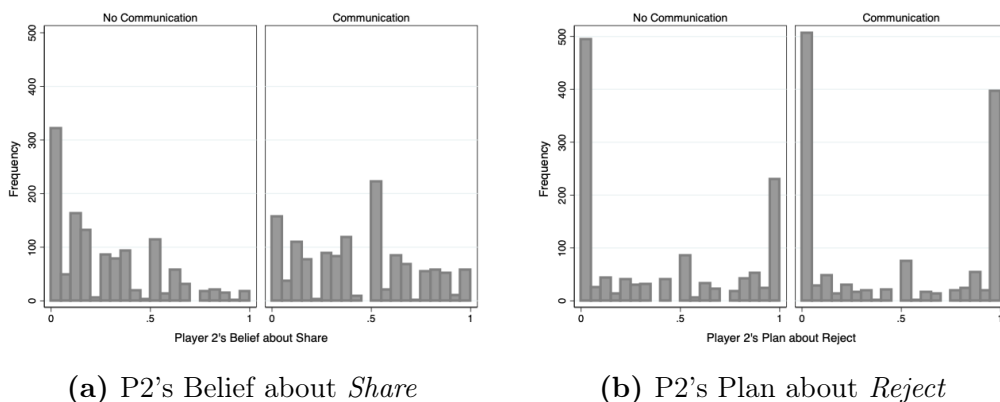 No Communication Communication
500
400
300
200
100
0
Frequency
0 .5 1 0 .5 1
Player 2's Belief about Share
(a) P2's Belief about Share
No Communication Communication
500
400
300
200
100
0
Frequency
0 .5 1 0 .5 1
Player 2's Plan about Reject
(b) P2's Plan about Reject